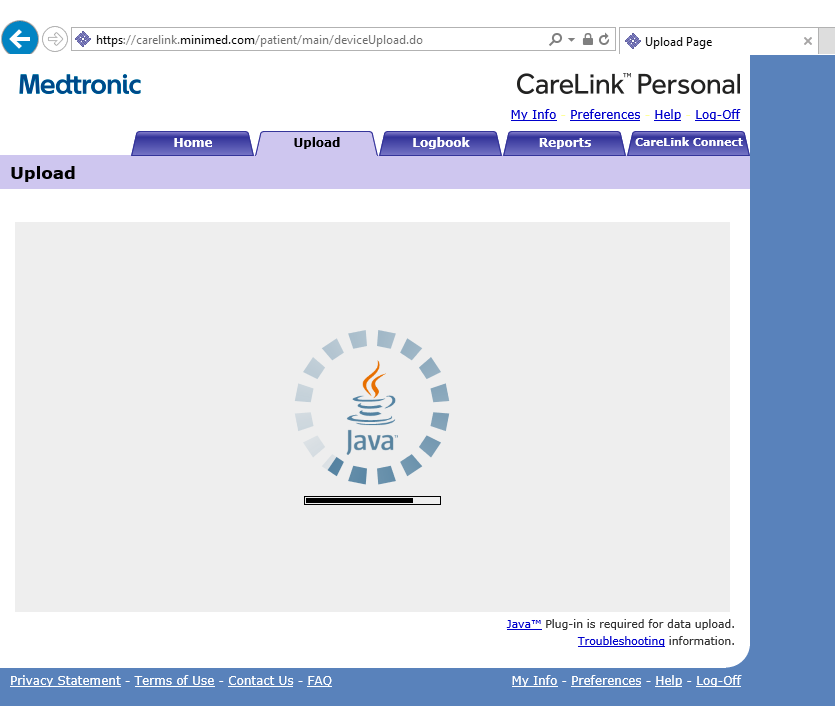 https://carelink.minimed.com/patient/main/deviceUpload.do
Upload Page
Medtronic
CareLink™ Personal
My Info Preferences Help Log-Off
Home Upload Logbook Reports CareLink Connect
Upload
Java™
Java™ Plug-in is required for data upload.
Troubleshooting information.
Privacy Statement - Terms of Use - Contact Us - FAQ
My Info - Preferences - Help - Log-Off